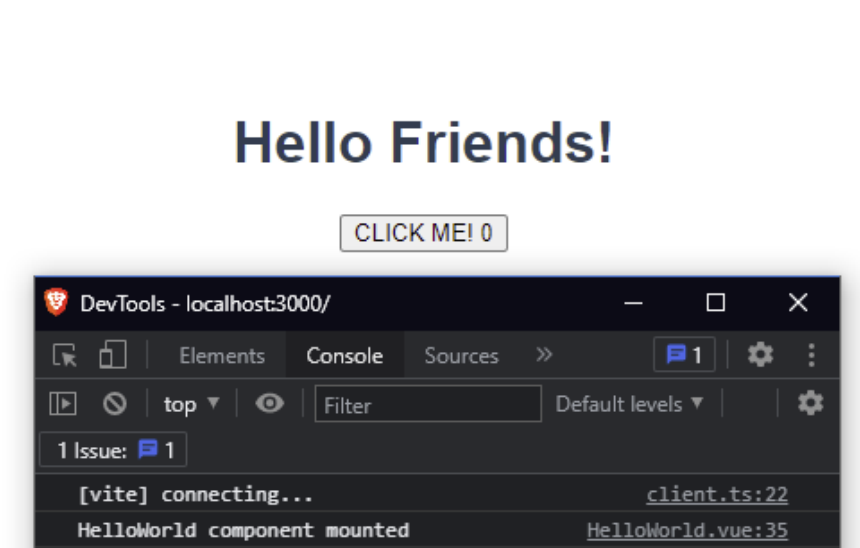 Hello Friends!
CLICK ME! 0
DevTools - localhost:3000/
Elements Console Sources » 1
top ▼ Filter Default levels ▼
1 Issue: 1
[vite] connecting... client.ts:22
HelloWorld component mounted HelloWorld.vue:35